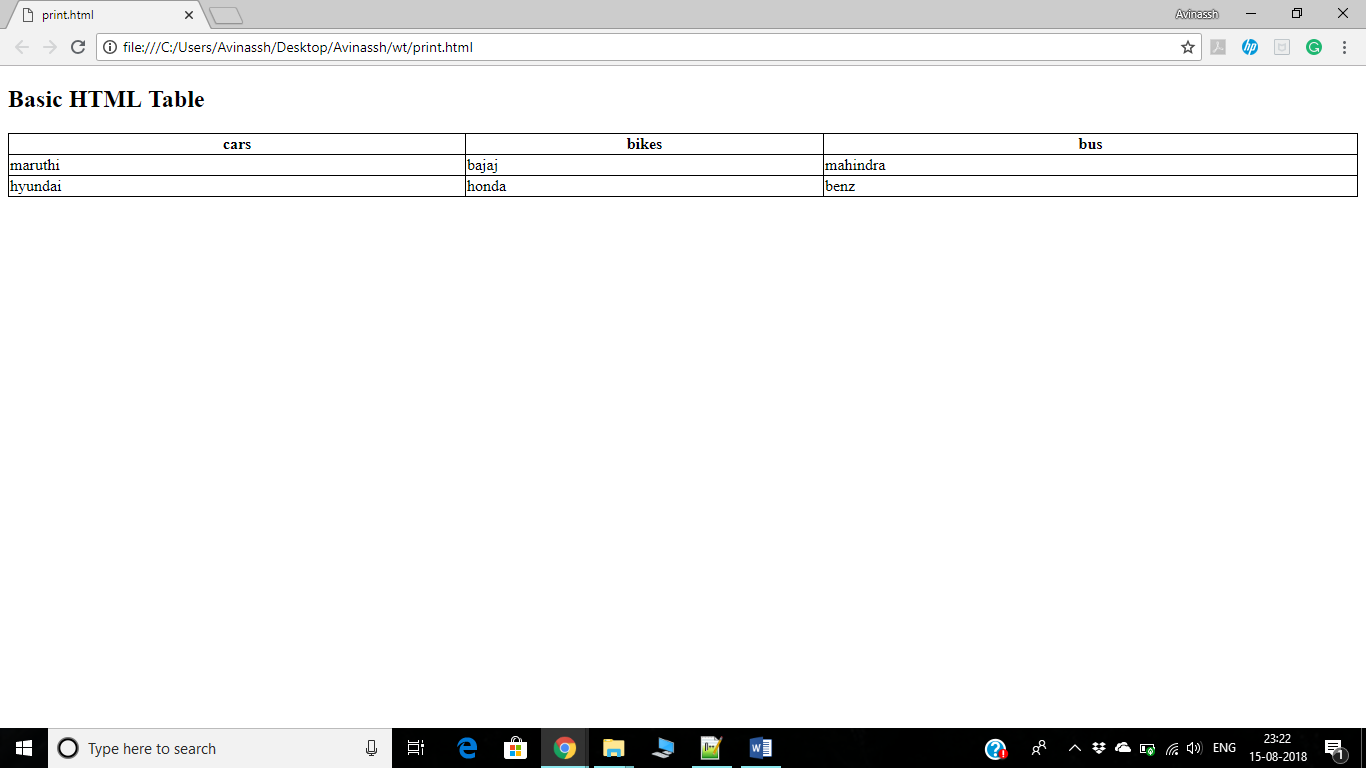 print.html
Avinassh
file:///C:/Users/Avinassh/Desktop/Avinassh/wt/print.html
Basic HTML Table
cars bikes bus
maruthi bajaj mahindra
hyundai honda benz
Type here to search
ENG
23:22
15-08-2018
1